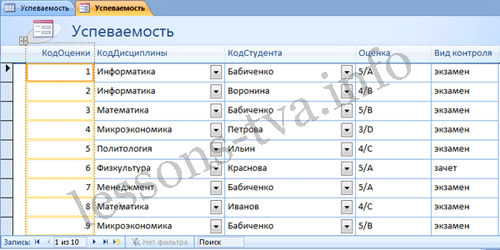 Успеваемость Успеваемость
Успеваемость
КодОценки КодДисциплины КодСтудента Оценка Вид контроля
1 Информатика Бабиченко 5/A экзамен
2 Информатика Воронина 4/B экзамен
3 Математика Бабиченко 5/B экзамен
4 Микроэкономика Петрова 3/D экзамен
5 Политология Ильин 4/C экзамен
6 Физкультура Краснова 5/A зачет
7 Менеджмент Бабиченко 5/A экзамен
8 Математика Иванов 4/C экзамен
9 Микроэкономика Бабиченко 5/B экзамен
Запись: 1 из 10 Нет фильтра Поиск
lessons-tva.info